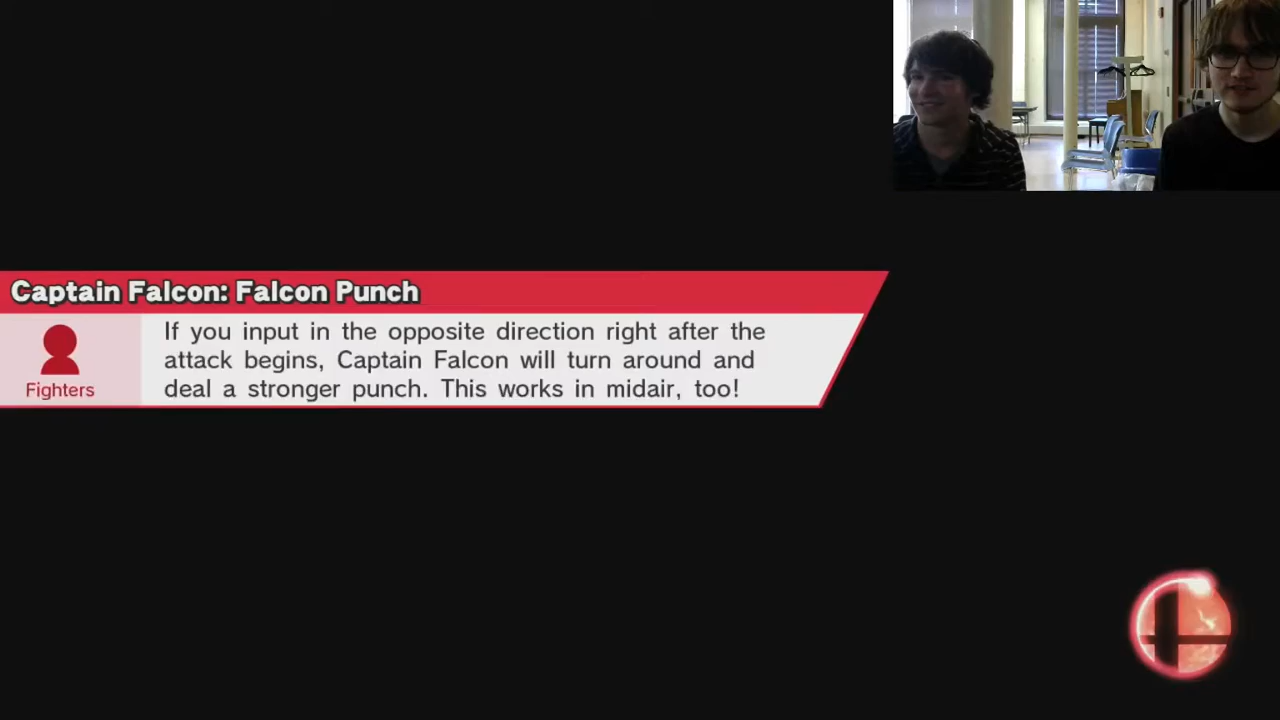 Captain Falcon: Falcon Punch
If you input in the opposite direction right after the
attack begins, Captain Falcon will turn around and
deal a stronger punch. This works in midair, too!
Fighters